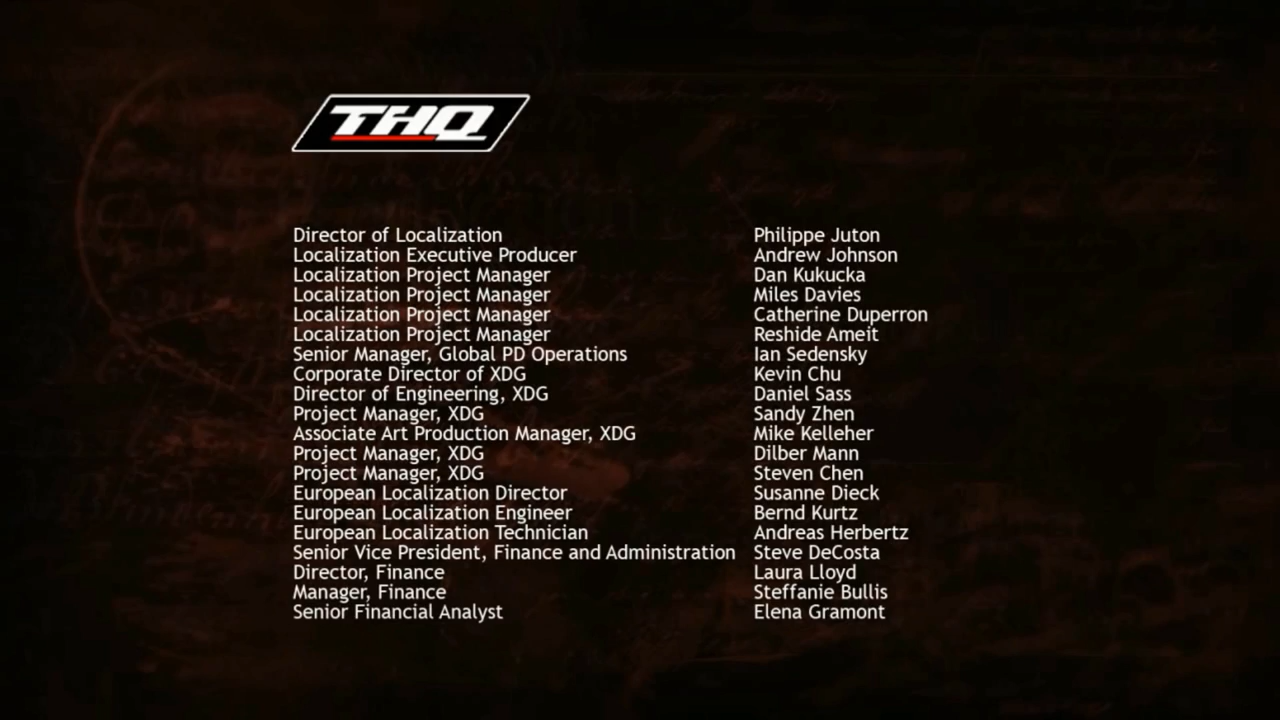 THQ
Director of Localization Philippe Juton
Localization Executive Producer Andrew Johnson
Localization Project Manager Dan Kukucka
Localization Project Manager Miles Davies
Localization Project Manager Catherine Duperron
Localization Project Manager Reshide Ameit
Senior Manager, Global PD Operations Ian Sedensky
Corporate Director of XDG Kevin Chu
Director of Engineering, XDG Daniel Sass
Project Manager, XDG Sandy Zhen
Associate Art Production Manager, XDG Mike Kelleher
Project Manager, XDG Dilber Mann
Project Manager, XDG Steven Chen
European Localization Director Susanne Dieck
European Localization Engineer Bernd Kurtz
European Localization Technician Andreas Herbertz
Senior Vice President, Finance and Administration Steve DeCosta
Director, Finance Laura Lloyd
Manager, Finance Steffanie Bullis
Senior Financial Analyst Elena Gramont